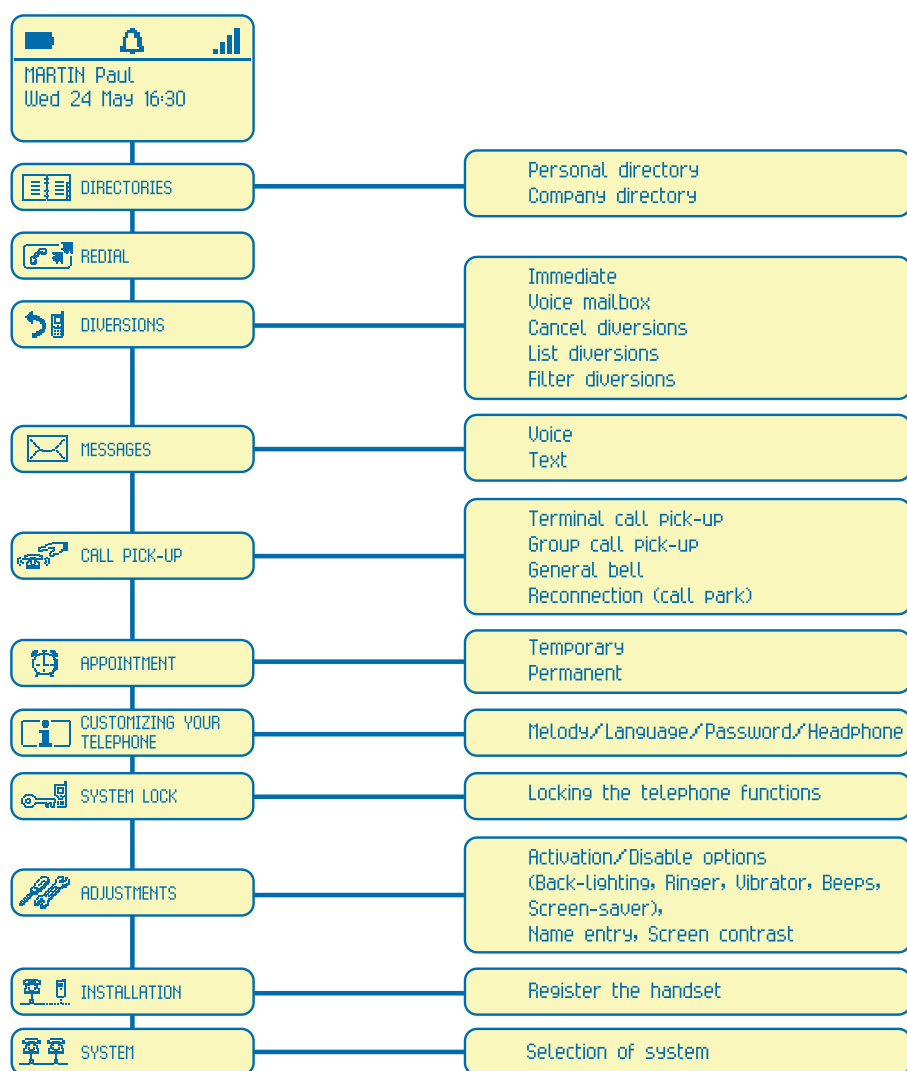 MARTIN Paul
Wed 24 May 16:30
DIRECTORIES
Personal directory
Company directory
REDIAL
DIVERSIONS
Immediate
Voice mailbox
Cancel diversions
List diversions
Filter diversions
MESSAGES
Voice
Text
CALL PICK-UP
Terminal call pick-up
Group call pick-up
General bell
Reconnection (call park)
APPOINTMENT
Temporary
Permanent
CUSTOMIZING YOUR
TELEPHONE
Melody/Language/Password/Headphone
SYSTEM LOCK
Locking the telephone functions
ADJUSTMENTS
Activation/Disable options
(Back-lighting, Ringer, Vibrator, Beeps,
Screen-saver),
Name entry, Screen contrast
INSTALLATION
Register the handset
SYSTEM
Selection of system